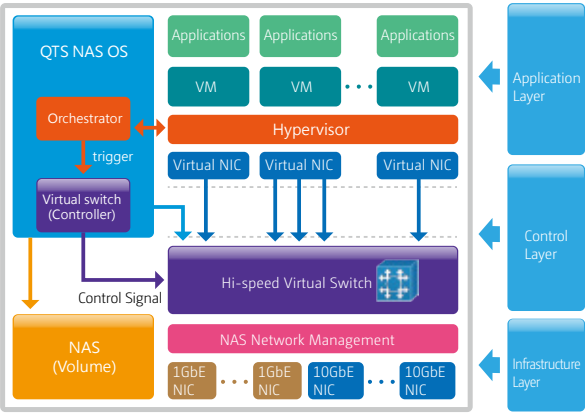 QTS NAS OS
Applications
Applications
Applications
VM
VM
VM
Orchestrator
Hypervisor
trigger
Virtual NIC
Virtual NIC
Virtual NIC
Virtual switch
(Controller)
Hi-speed Virtual Switch
Control Signal
NAS
(Volume)
NAS Network Management
1GbE
NIC
1GbE
NIC
10GbE
NIC
10GbE
NIC
Application
Layer
Control
Layer
Infrastructure
Layer